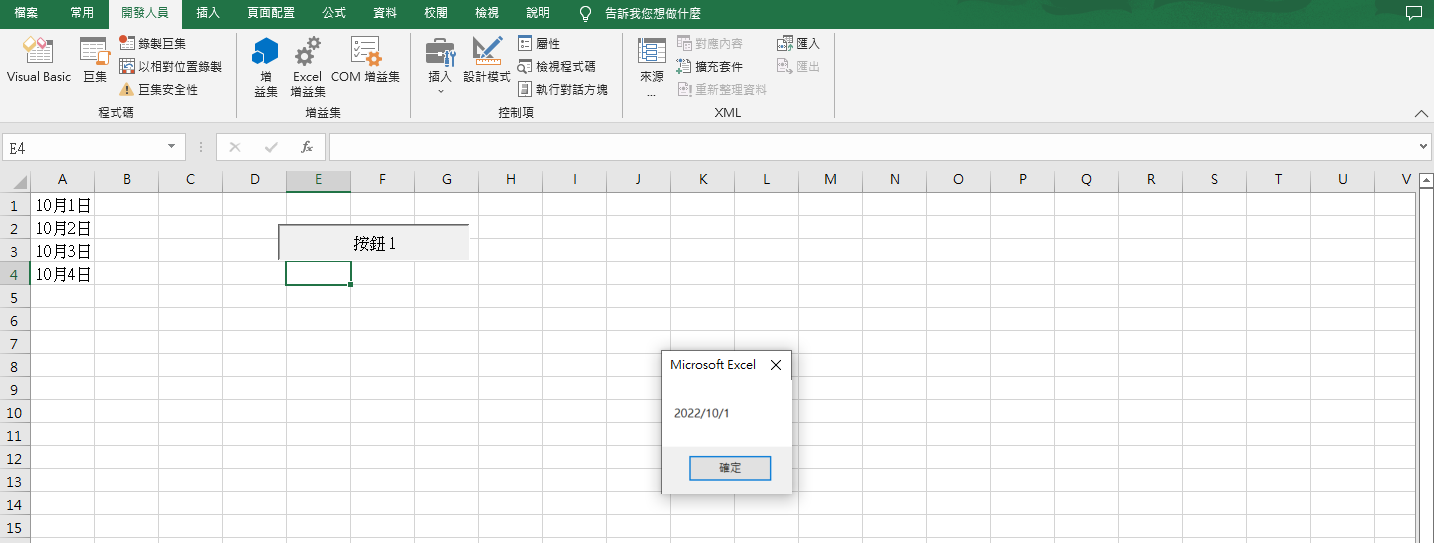 檔案 常用 開發人員 插入 頁面配置 公式 資料 校閱 檢視 說明 告訴我您想做什麼
Visual Basic 巨集 錄製巨集 以相對位置錄製 巨集安全性
程式碼
增益集 Excel 增益集 COM 增益集
增益集
插入 設計模式 屬性 檢視程式碼 執行對話方塊
控制項
來源... 對應內容 擴充套件 重新整理資料 匯入 匯出
XML
E4 fx
A B C D E F G H I J K L M N O P Q R S T U V
1 10月1日
2 10月2日
按鈕 1
3 10月3日
4 10月4日
5
6
7
8
9
10
11
12
13
14
15
Microsoft Excel
2022/10/1
確定